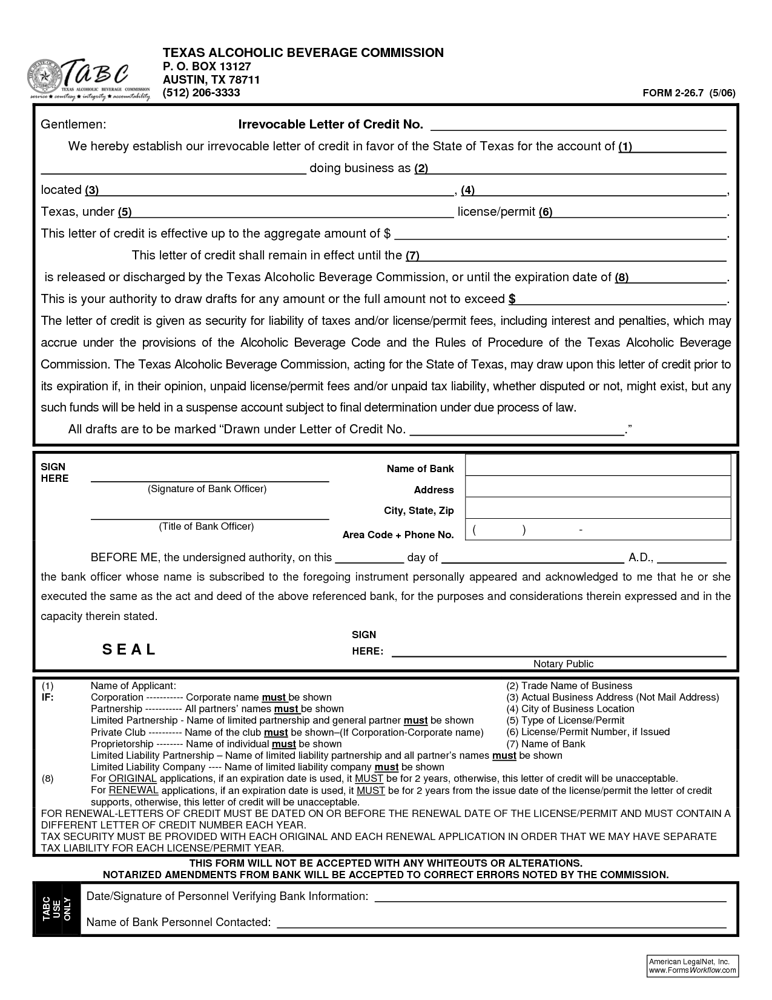 TEXAS ALCOHOLIC BEVERAGE COMMISSION
P. O. BOX 13127
AUSTIN, TX 78711
(512) 206-3333
FORM 2-26.7 (5/06)
TABC
TEXAS ALCOHOLIC BEVERAGE COMMISSION
service ★ courtesy ★ integrity ★ accountability
Gentlemen: Irrevocable Letter of Credit No.
We hereby establish our irrevocable letter of credit in favor of the State of Texas for the account of (1)
doing business as (2)
located (3) , (4) ,
Texas, under (5) license/permit (6) .
This letter of credit is effective up to the aggregate amount of $ .
This letter of credit shall remain in effect until the (7)
is released or discharged by the Texas Alcoholic Beverage Commission, or until the expiration date of (8) .
This is your authority to draw drafts for any amount or the full amount not to exceed $ .
The letter of credit is given as security for liability of taxes and/or license/permit fees, including interest and penalties, which may
accrue under the provisions of the Alcoholic Beverage Code and the Rules of Procedure of the Texas Alcoholic Beverage
Commission. The Texas Alcoholic Beverage Commission, acting for the State of Texas, may draw upon this letter of credit prior to
its expiration if, in their opinion, unpaid license/permit fees and/or unpaid tax liability, whether disputed or not, might exist, but any
such funds will be held in a suspense account subject to final determination under due process of law.
All drafts are to be marked “Drawn under Letter of Credit No. .”
SIGN
HERE
(Signature of Bank Officer)
(Title of Bank Officer)
Name of Bank
Address
City, State, Zip
Area Code + Phone No. ( ) -
BEFORE ME, the undersigned authority, on this day of A.D.,
the bank officer whose name is subscribed to the foregoing instrument personally appeared and acknowledged to me that he or she
executed the same as the act and deed of the above referenced bank, for the purposes and considerations therein expressed and in the
capacity therein stated.
SEAL
SIGN
HERE:
Notary Public
(1) Name of Applicant: (2) Trade Name of Business
IF: Corporation ----------- Corporate name must be shown (3) Actual Business Address (Not Mail Address)
Partnership ----------- All partners’ names must be shown (4) City of Business Location
Limited Partnership - Name of limited partnership and general partner must be shown (5) Type of License/Permit
Private Club ---------- Name of the club must be shown–(If Corporation-Corporate name) (6) License/Permit Number, if Issued
Proprietorship -------- Name of individual must be shown (7) Name of Bank
Limited Liability Partnership – Name of limited liability partnership and all partner’s names must be shown
Limited Liability Company ---- Name of limited liability company must be shown
(8) For ORIGINAL applications, if an expiration date is used, it MUST be for 2 years, otherwise, this letter of credit will be unacceptable.
For RENEWAL applications, if an expiration date is used, it MUST be for 2 years from the issue date of the license/permit the letter of credit
supports, otherwise, this letter of credit will be unacceptable.
FOR RENEWAL-LETTERS OF CREDIT MUST BE DATED ON OR BEFORE THE RENEWAL DATE OF THE LICENSE/PERMIT AND MUST CONTAIN A
DIFFERENT LETTER OF CREDIT NUMBER EACH YEAR.
TAX SECURITY MUST BE PROVIDED WITH EACH ORIGINAL AND EACH RENEWAL APPLICATION IN ORDER THAT WE MAY HAVE SEPARATE
TAX LIABILITY FOR EACH LICENSE/PERMIT YEAR.
THIS FORM WILL NOT BE ACCEPTED WITH ANY WHITEOUTS OR ALTERATIONS.
NOTARIZED AMENDMENTS FROM BANK WILL BE ACCEPTED TO CORRECT ERRORS NOTED BY THE COMMISSION.
TABC
USE
ONLY
Date/Signature of Personnel Verifying Bank Information:
Name of Bank Personnel Contacted:
American LegalNet, Inc.
www.FormsWorkflow.com